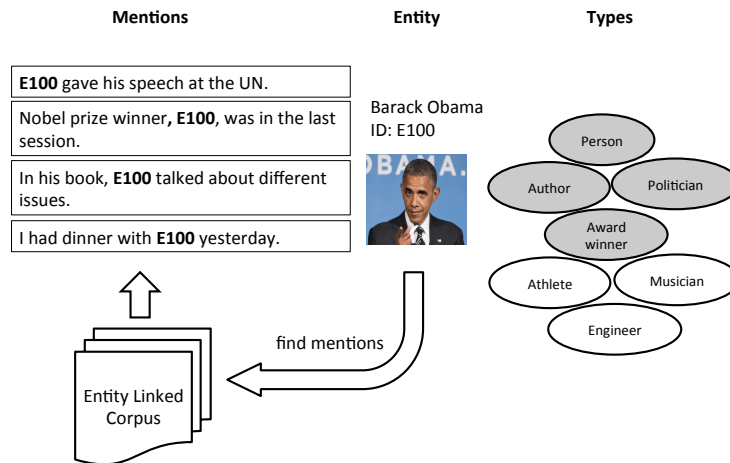 Mentions
Entity
Types
E100 gave his speech at the UN.
Nobel prize winner, E100, was in the last
session.
In his book, E100 talked about different
issues.
I had dinner with E100 yesterday.
Barack Obama
ID: E100
OBAMA.
Person
Author
Politician
Award
winner
Athlete
Musician
Engineer
find mentions
Entity Linked
Corpus